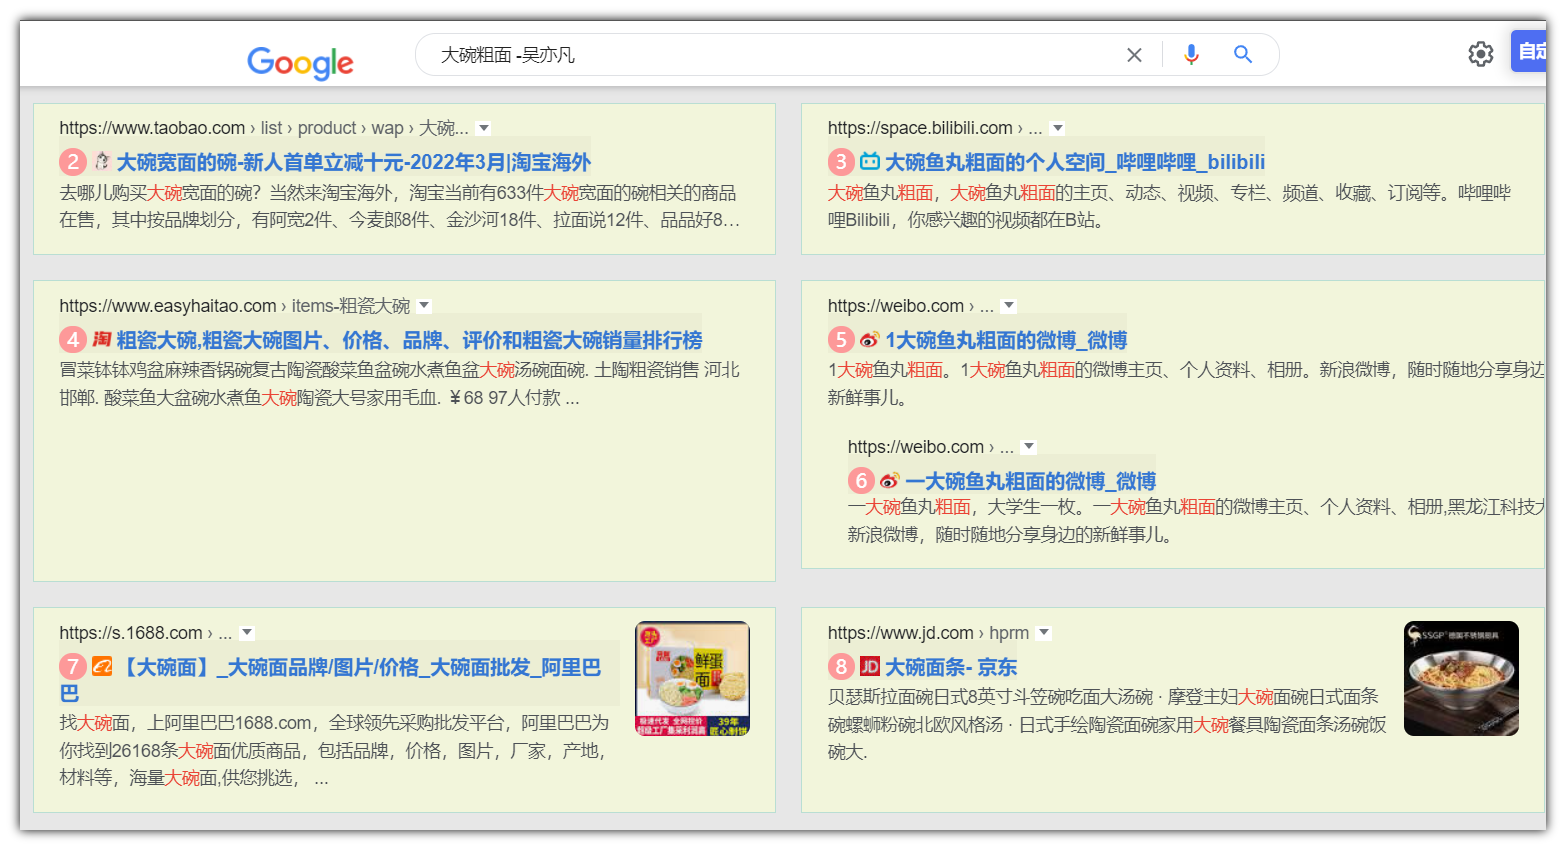 Google
大碗粗面 -吴亦凡
自定
https://www.taobao.com › list › product › wap › 大碗...
2 大碗宽面的碗-新人首单立减十元-2022年3月|淘宝海外
去哪儿购买大碗宽面的碗？当然来淘宝海外，淘宝当前有633件大碗宽面的碗相关的商品
在售，其中按品牌划分，有阿宽2件、今麦郎8件、金沙河18件、拉面说12件、品品好8...
https://space.bilibili.com › ...
3 大碗鱼丸粗面的个人空间_哔哩哔哩_bilibili
大碗鱼丸粗面，大碗鱼丸粗面的主页、动态、视频、专栏、频道、收藏、订阅等。哔哩哔
哩Bilibili，你感兴趣的视频都在B站。
https://www.easyhaitao.com › items-粗瓷大碗
4 淘 粗瓷大碗,粗瓷大碗图片、价格、品牌、评价和粗瓷大碗销量排行榜
冒菜钵钵鸡盆麻辣香锅碗复古陶瓷酸菜鱼盆碗水煮鱼盆大碗汤碗面碗. 土陶粗瓷销售 河北
邯郸. 酸菜鱼大盆碗水煮鱼大碗陶瓷大号家用毛血. ￥68 97人付款 ...
https://weibo.com › ...
5 1大碗鱼丸粗面的微博_微博
1大碗鱼丸粗面。1大碗鱼丸粗面的微博主页、个人资料、相册。新浪微博，随时随地分享身边
新鲜事儿。
https://weibo.com › ...
6 一大碗鱼丸粗面的微博_微博
一大碗鱼丸粗面，大学生一枚。一大碗鱼丸粗面的微博主页、个人资料、相册,黑龙江科技大
新浪微博，随时随地分享身边的新鲜事儿。
https://s.1688.com › ...
7 【大碗面】_大碗面品牌/图片/价格_大碗面批发_阿里巴
巴
找大碗面，上阿里巴巴1688.com，全球领先采购批发平台，阿里巴巴为
你找到26168条大碗面优质商品，包括品牌，价格，图片，厂家，产地，
材料等，海量大碗面,供您挑选， ...
鲜蛋
面
极速代发 全网控价
超级工厂集采利润高
39年
匠心制饼
https://www.jd.com › hprm
8 JD 大碗面条- 京东
贝瑟斯拉面碗日式8英寸斗笠碗吃面大汤碗 · 摩登主妇大碗面碗日式面条
碗螺蛳粉碗北欧风格汤 · 日式手绘陶瓷面碗家用大碗餐具陶瓷面条汤碗饭
碗大.
SSGP 德国不锈钢厨具